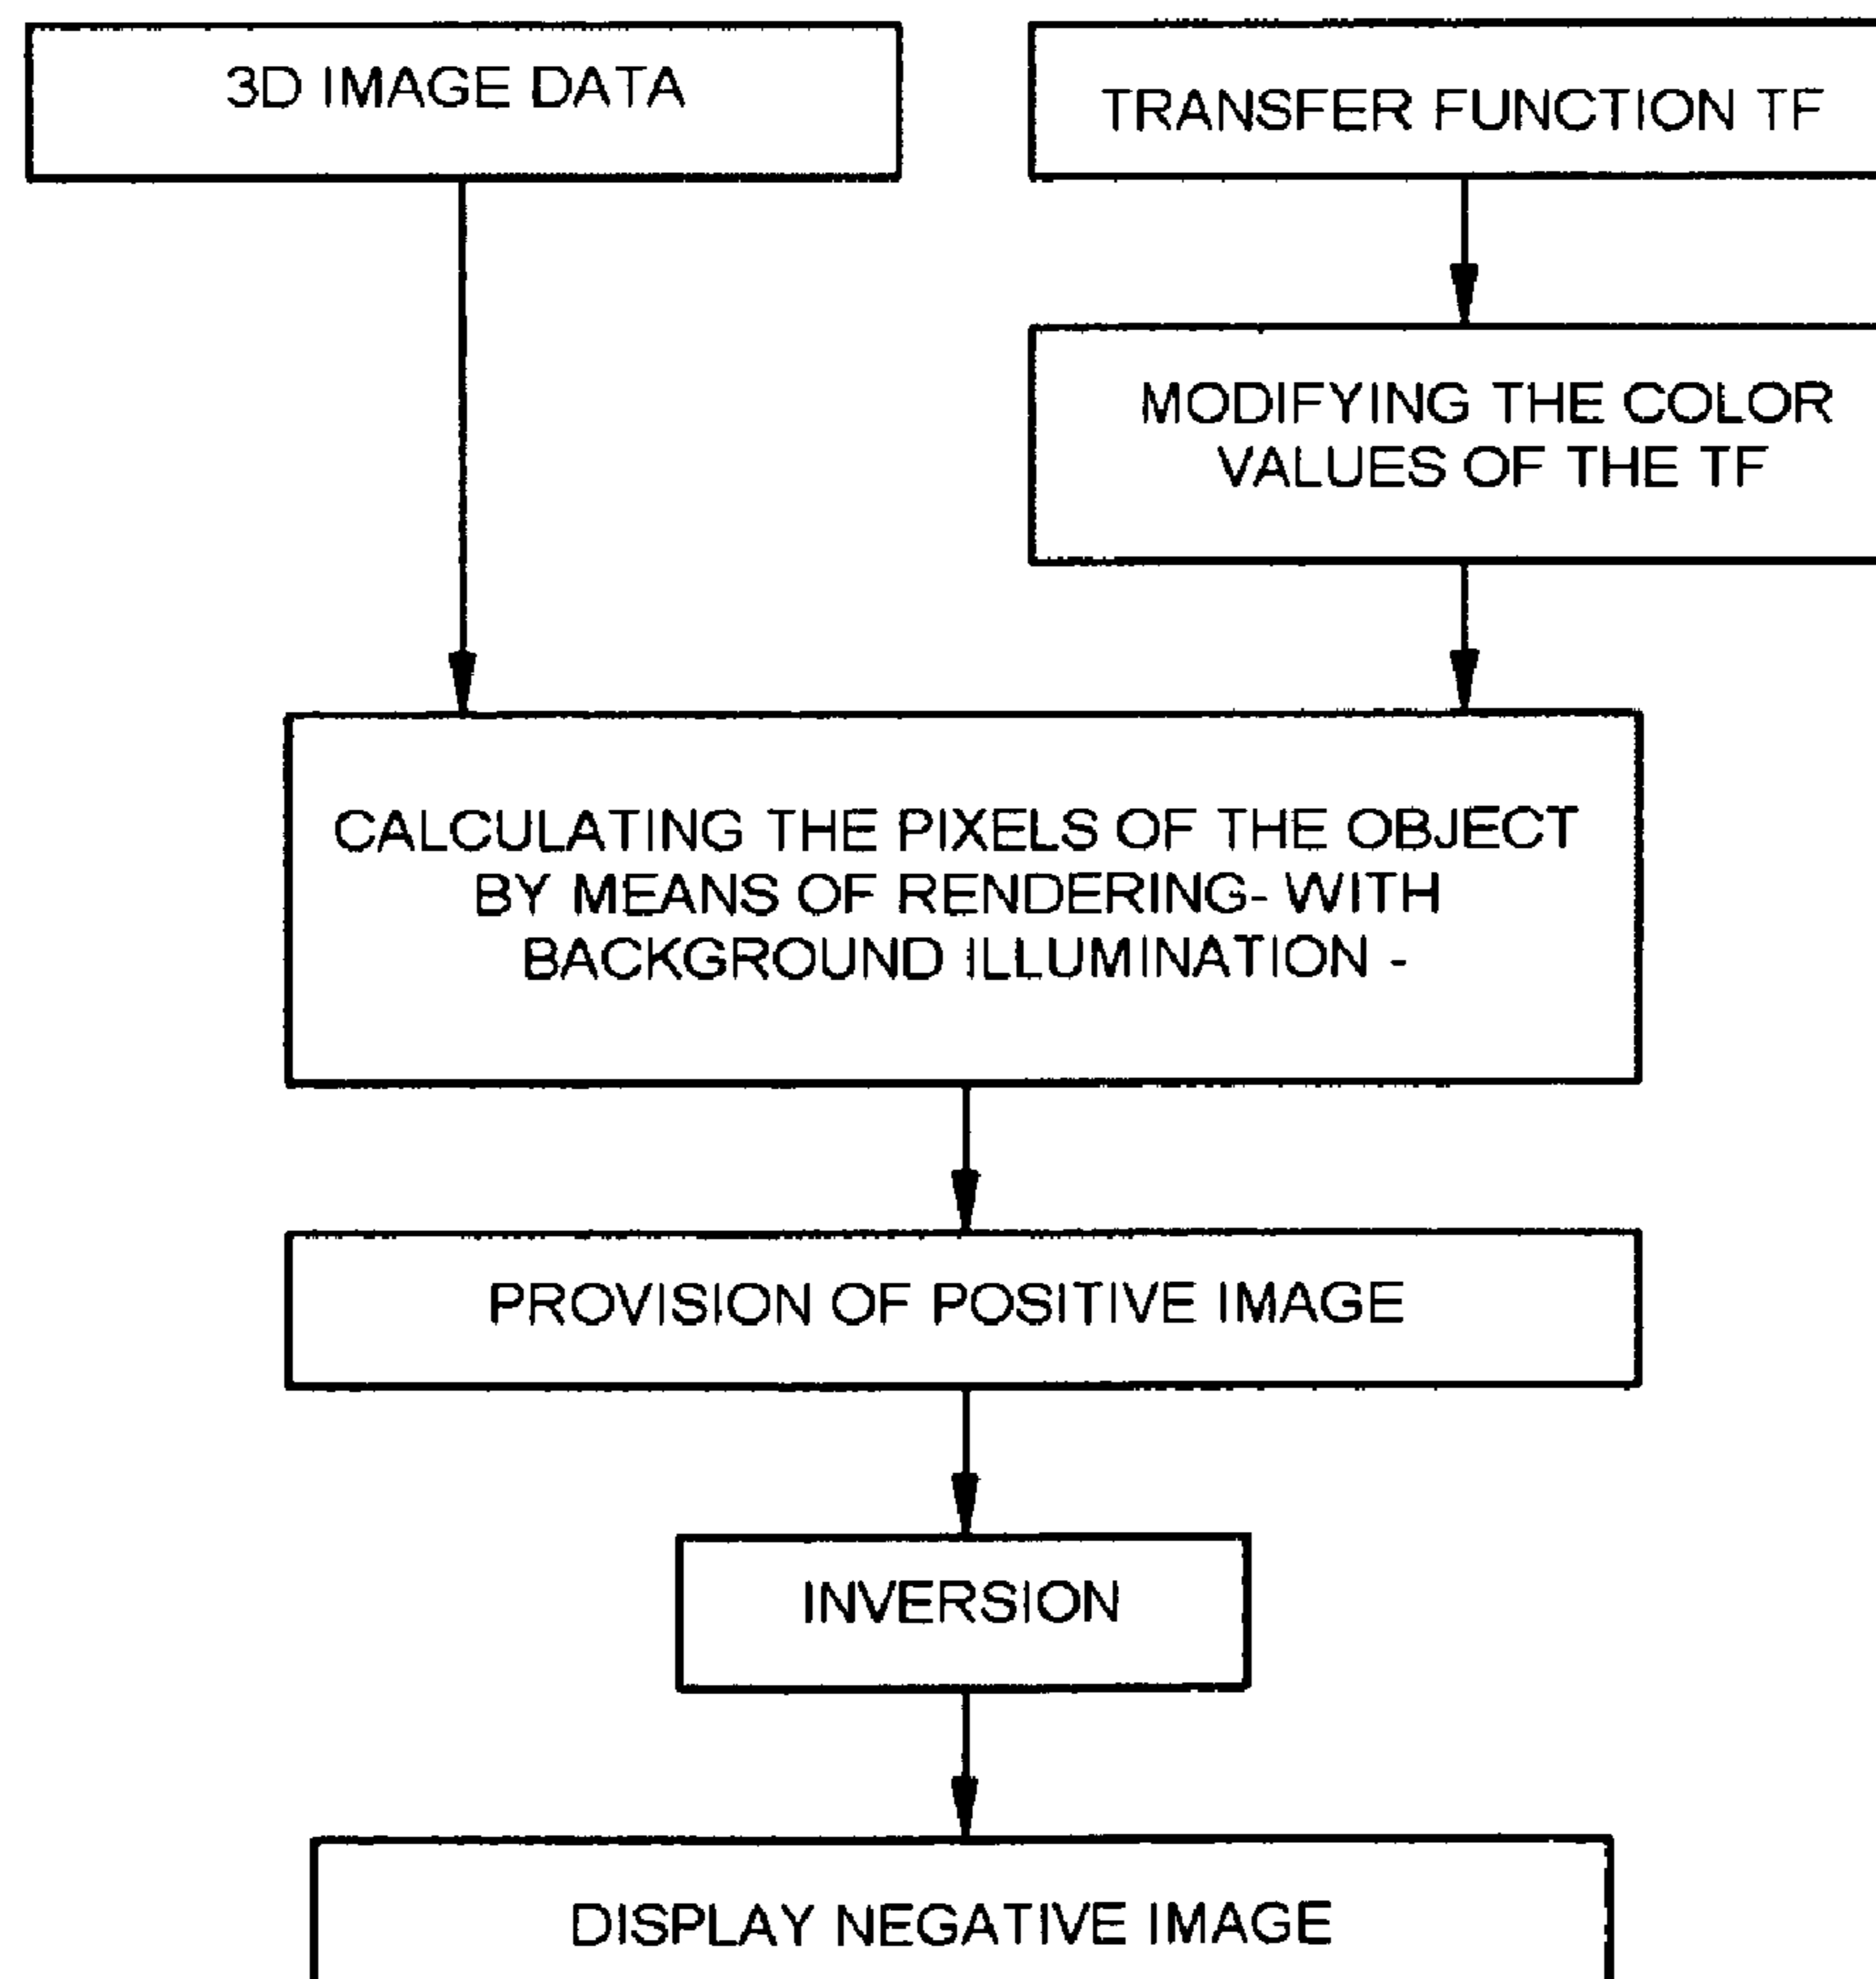 3D IMAGE DATA
TRANSFER FUNCTION TF
MODIFYING THE COLOR
VALUES OF THE TF
CALCULATING THE PIXELS OF THE OBJECT
BY MEANS OF RENDERING- WITH
BACKGROUND ILLUMINATION -
PROVISION OF POSITIVE IMAGE
INVERSION
DISPLAY NEGATIVE IMAGE